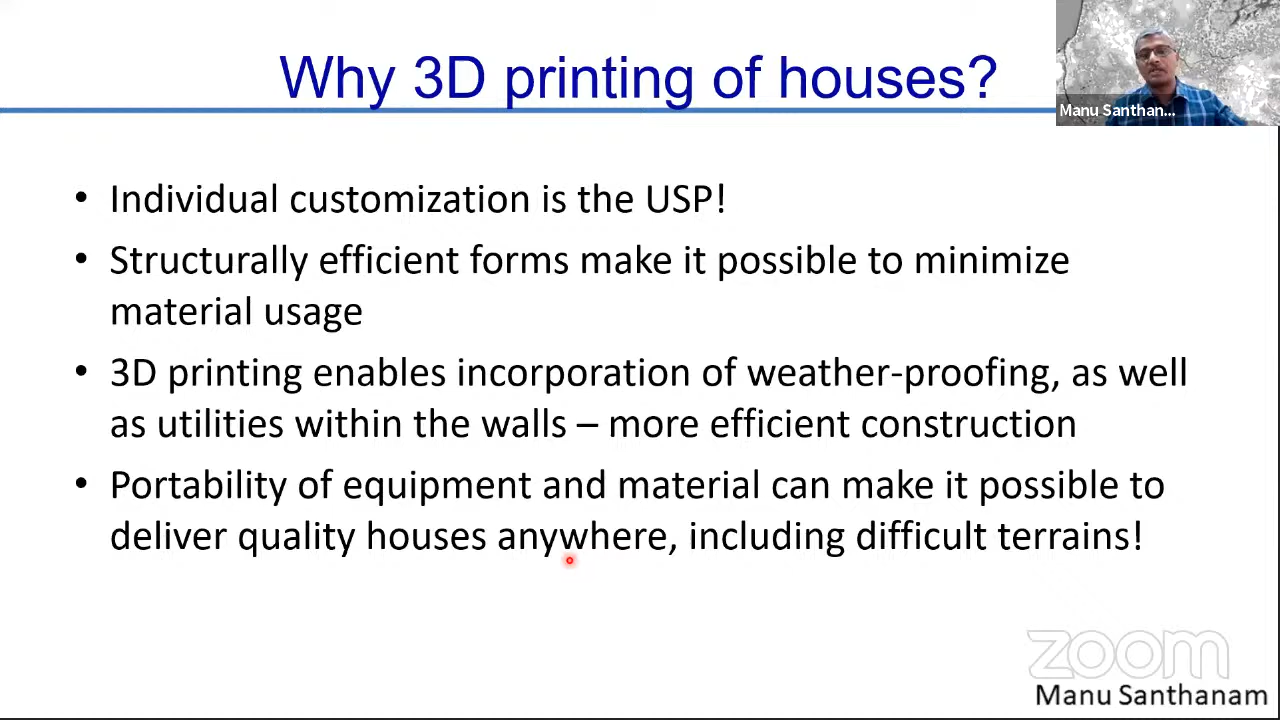 Why 3D printing of houses?
Manu Santhan...
• Individual customization is the USP!
• Structurally efficient forms make it possible to minimize
material usage
• 3D printing enables incorporation of weather-proofing, as well
as utilities within the walls – more efficient construction
• Portability of equipment and material can make it possible to
deliver quality houses anywhere, including difficult terrains!
zoom
Manu Santhanam